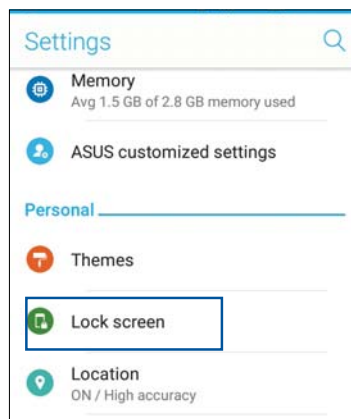 Settings
Memory
Avg 1.5 GB of 2.8 GB memory used
ASUS customized settings
Personal
Themes
Lock screen
Location
ON / High accuracy